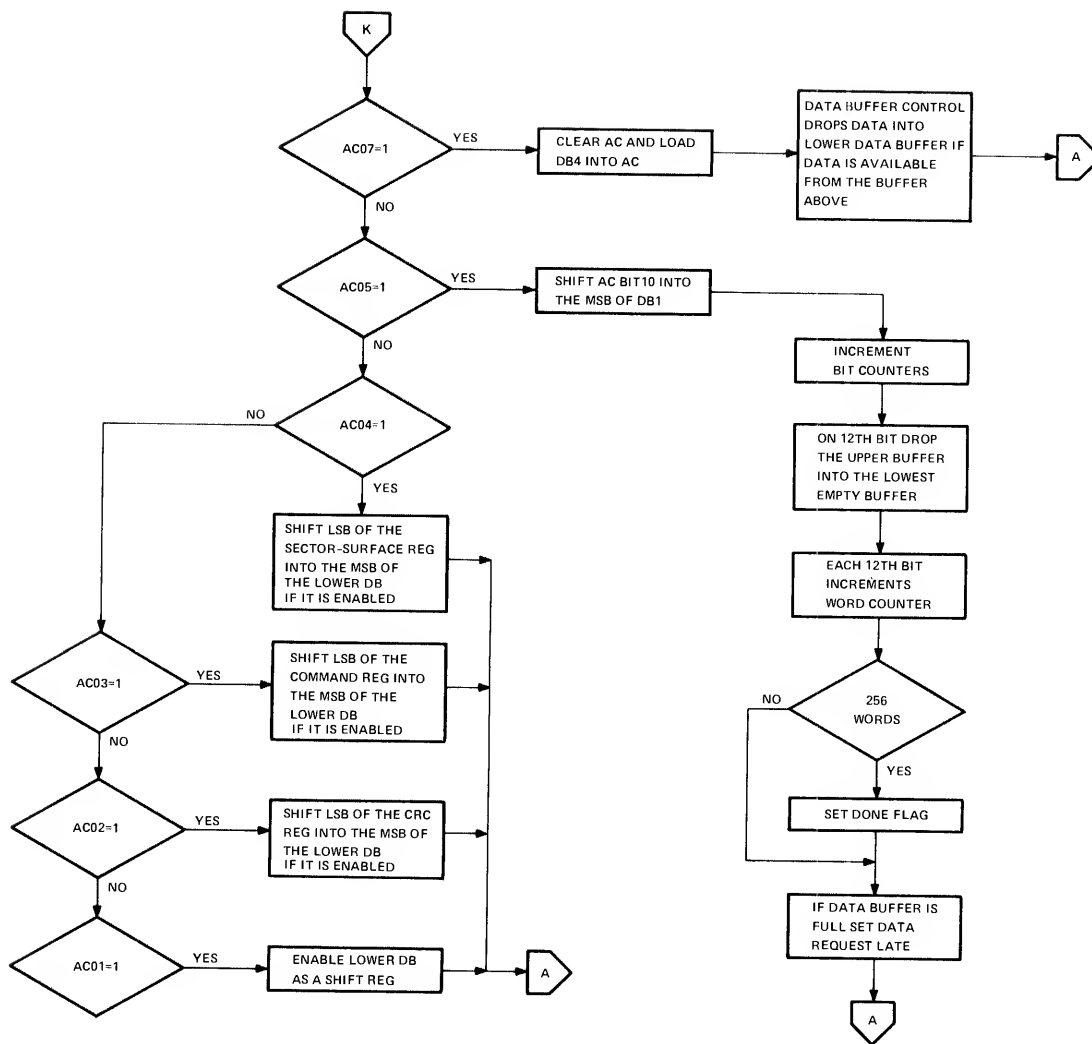 K
AC07=1
YES
CLEAR AC AND LOAD
DB4 INTO AC
DATA BUFFER CONTROL
DROPS DATA INTO
LOWER DATA BUFFER IF
DATA IS AVAILABLE
FROM THE BUFFER
ABOVE
A
NO
AC05=1
YES
SHIFT AC BIT10 INTO
THE MSB OF DB1
NO
INCREMENT
BIT COUNTERS
ON 12TH BIT DROP
THE UPPER BUFFER
INTO THE LOWEST
EMPTY BUFFER
EACH 12TH BIT
INCREMENTS
WORD COUNTER
256
WORDS
NO
YES
SET DONE FLAG
IF DATA BUFFER IS
FULL SET DATA
REQUEST LATE
A
AC04=1
NO
YES
SHIFT LSB OF THE
SECTOR-SURFACE REG
INTO THE MSB OF
THE LOWER DB
IF IT IS ENABLED
AC03=1
YES
SHIFT LSB OF THE
COMMAND REG INTO
THE MSB OF THE
LOWER DB
IF IT IS ENABLED
NO
AC02=1
YES
SHIFT LSB OF THE CRC
REG INTO THE MSB OF
THE LOWER DB
IF IT IS ENABLED
NO
AC01=1
YES
ENABLE LOWER DB
AS A SHIFT REG
A